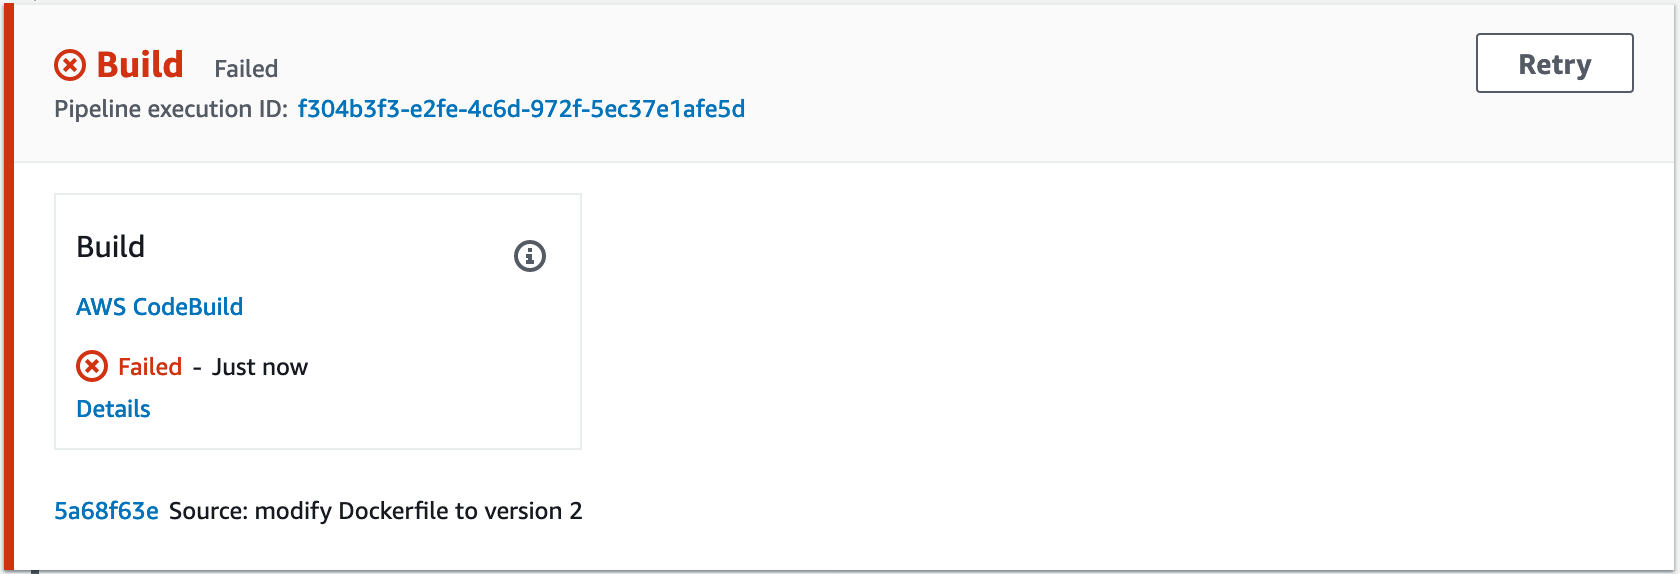 Build Failed
Retry
Pipeline execution ID: f304b3f3-e2fe-4c6d-972f-5ec37e1afe5d
Build
AWS CodeBuild
Failed - Just now
Details
5a68f63e Source: modify Dockerfile to version 2